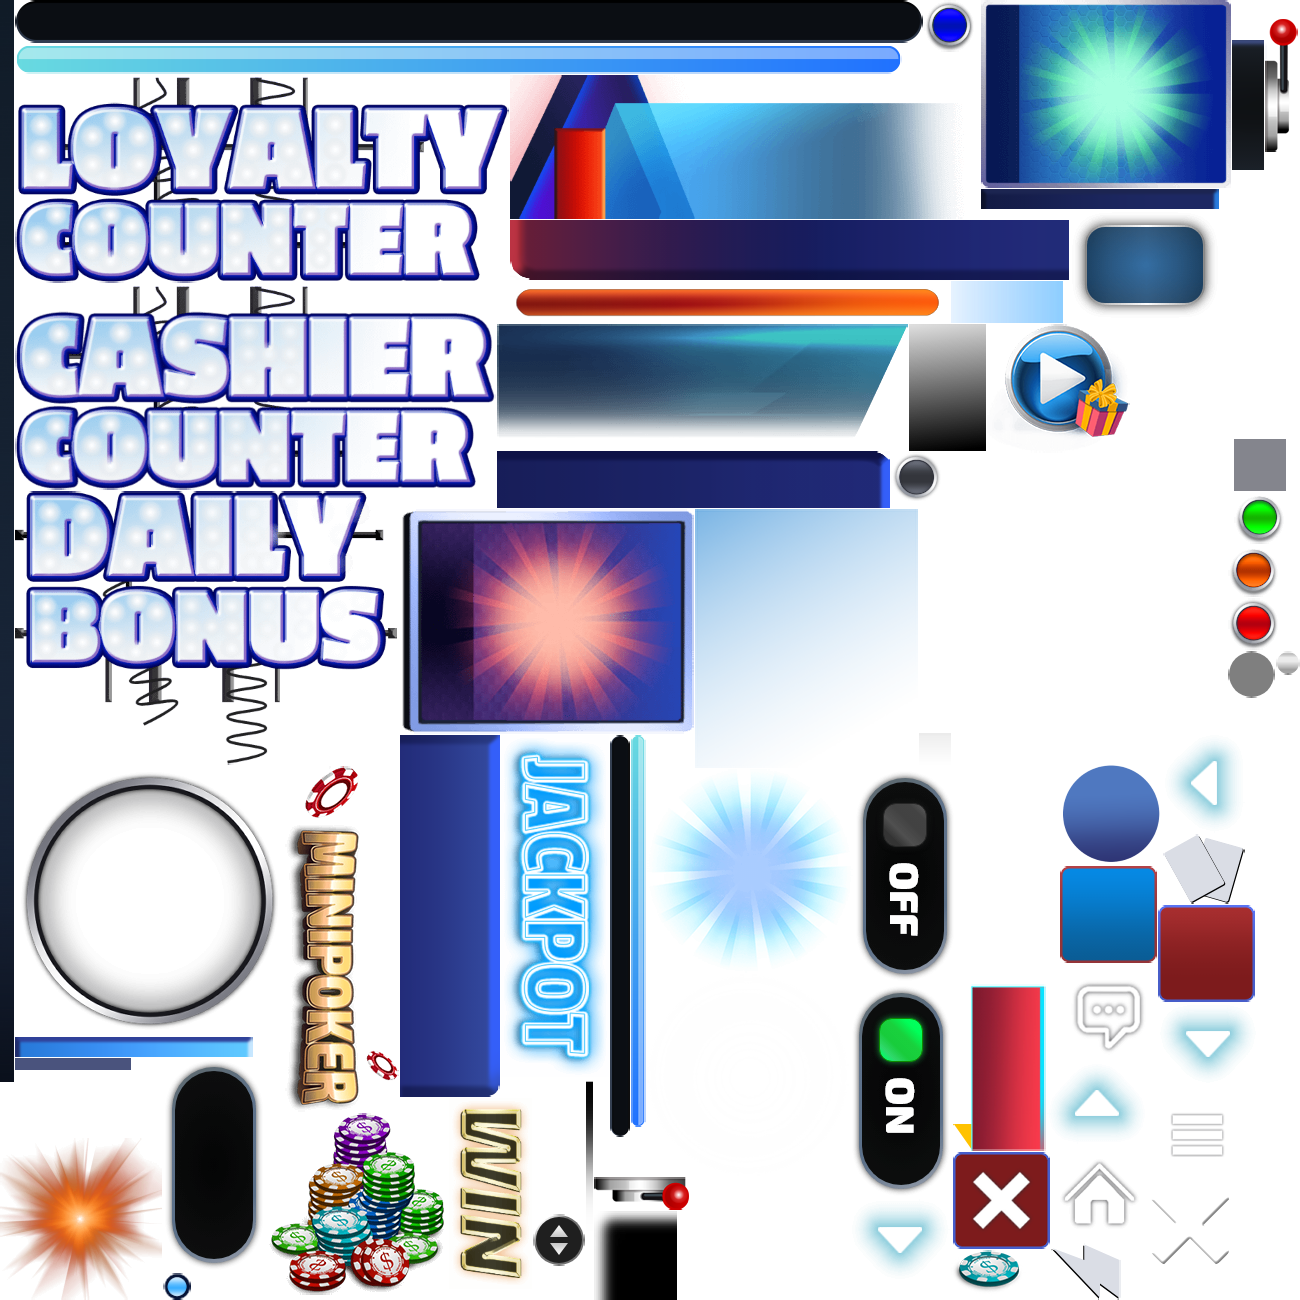 LOYALTY
COUNTER
CASHIER
COUNTER
DAILY
BONUS
MINIPOKER
JACKPOT
OFF
ON
WIN